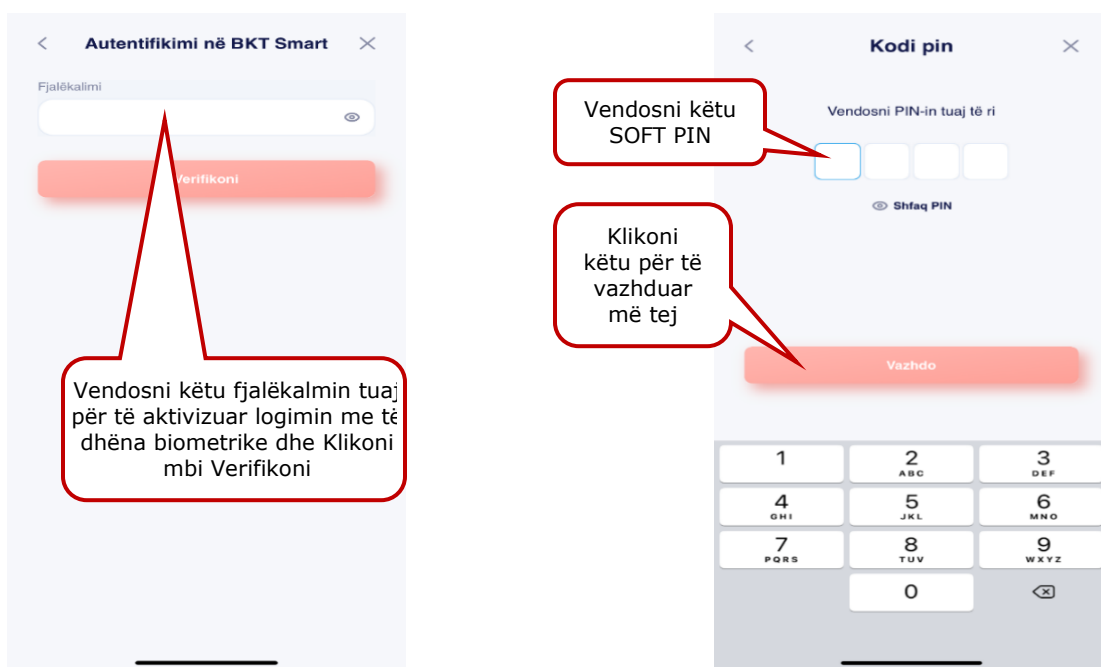 Autentifikimi në BKT Smart
Fjalëkalimi
Verifikoni
Vendosni këtu fjalëkalmin tuaj
për të aktivizuar logimin me të
dhëna biometrike dhe Klikoni
mbi Verifikoni
Kodi pin
Vendosni këtu
SOFT PIN
Vendosni PIN-in tuaj të ri
Shfaq PIN
Klikoni
këtu për të
vazhduar
më tej
Vazhdo
1 2 3
ABC DEF
4 5 6
GHI JKL MNO
7 8 9
PQRS TUV WXYZ
0